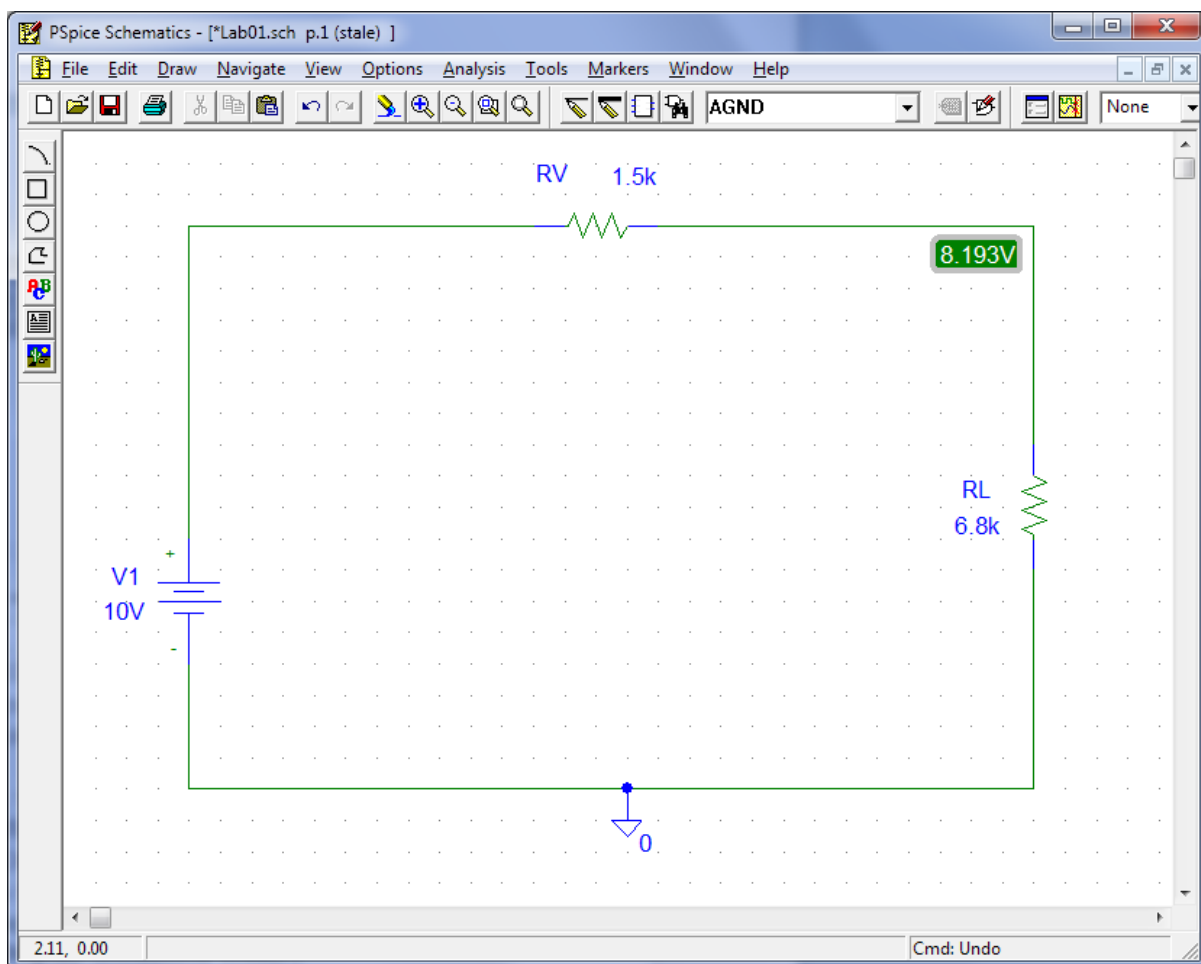 PSpice Schematics - [*Lab01.sch p.1 (stale) ]
File Edit Draw Navigate View Options Analysis Tools Markers Window Help
AGND
None
RV 1.5k
8.193V
ABC
RL
6.8k
+
V1
10V
-
0
2.11, 0.00
Cmd: Undo